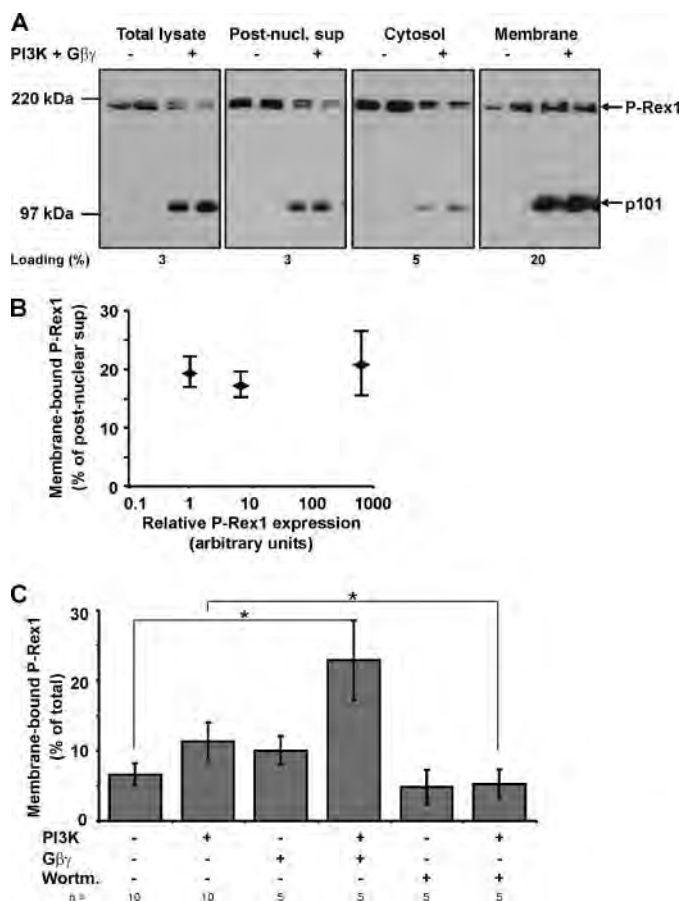 A
Total lysate Post-nucl. sup Cytosol Membrane
PI3K + Gβγ - + - + - + - +
220 kDa
P-Rex1
p101
97 kDa
Loading (%) 3 3 5 20
B
Membrane-bound P-Rex1
(% of post-nuclear sup)
30
20
10
0
0.1 1 10 100 1000
Relative P-Rex1 expression
(arbitrary units)
C
Membrane-bound P-Rex1
(% of total)
30
20
10
0
* *
PI3K - + - + - +
Gβγ - - + + - -
Wortm. - - - - + +
10 10 5 5 5 5